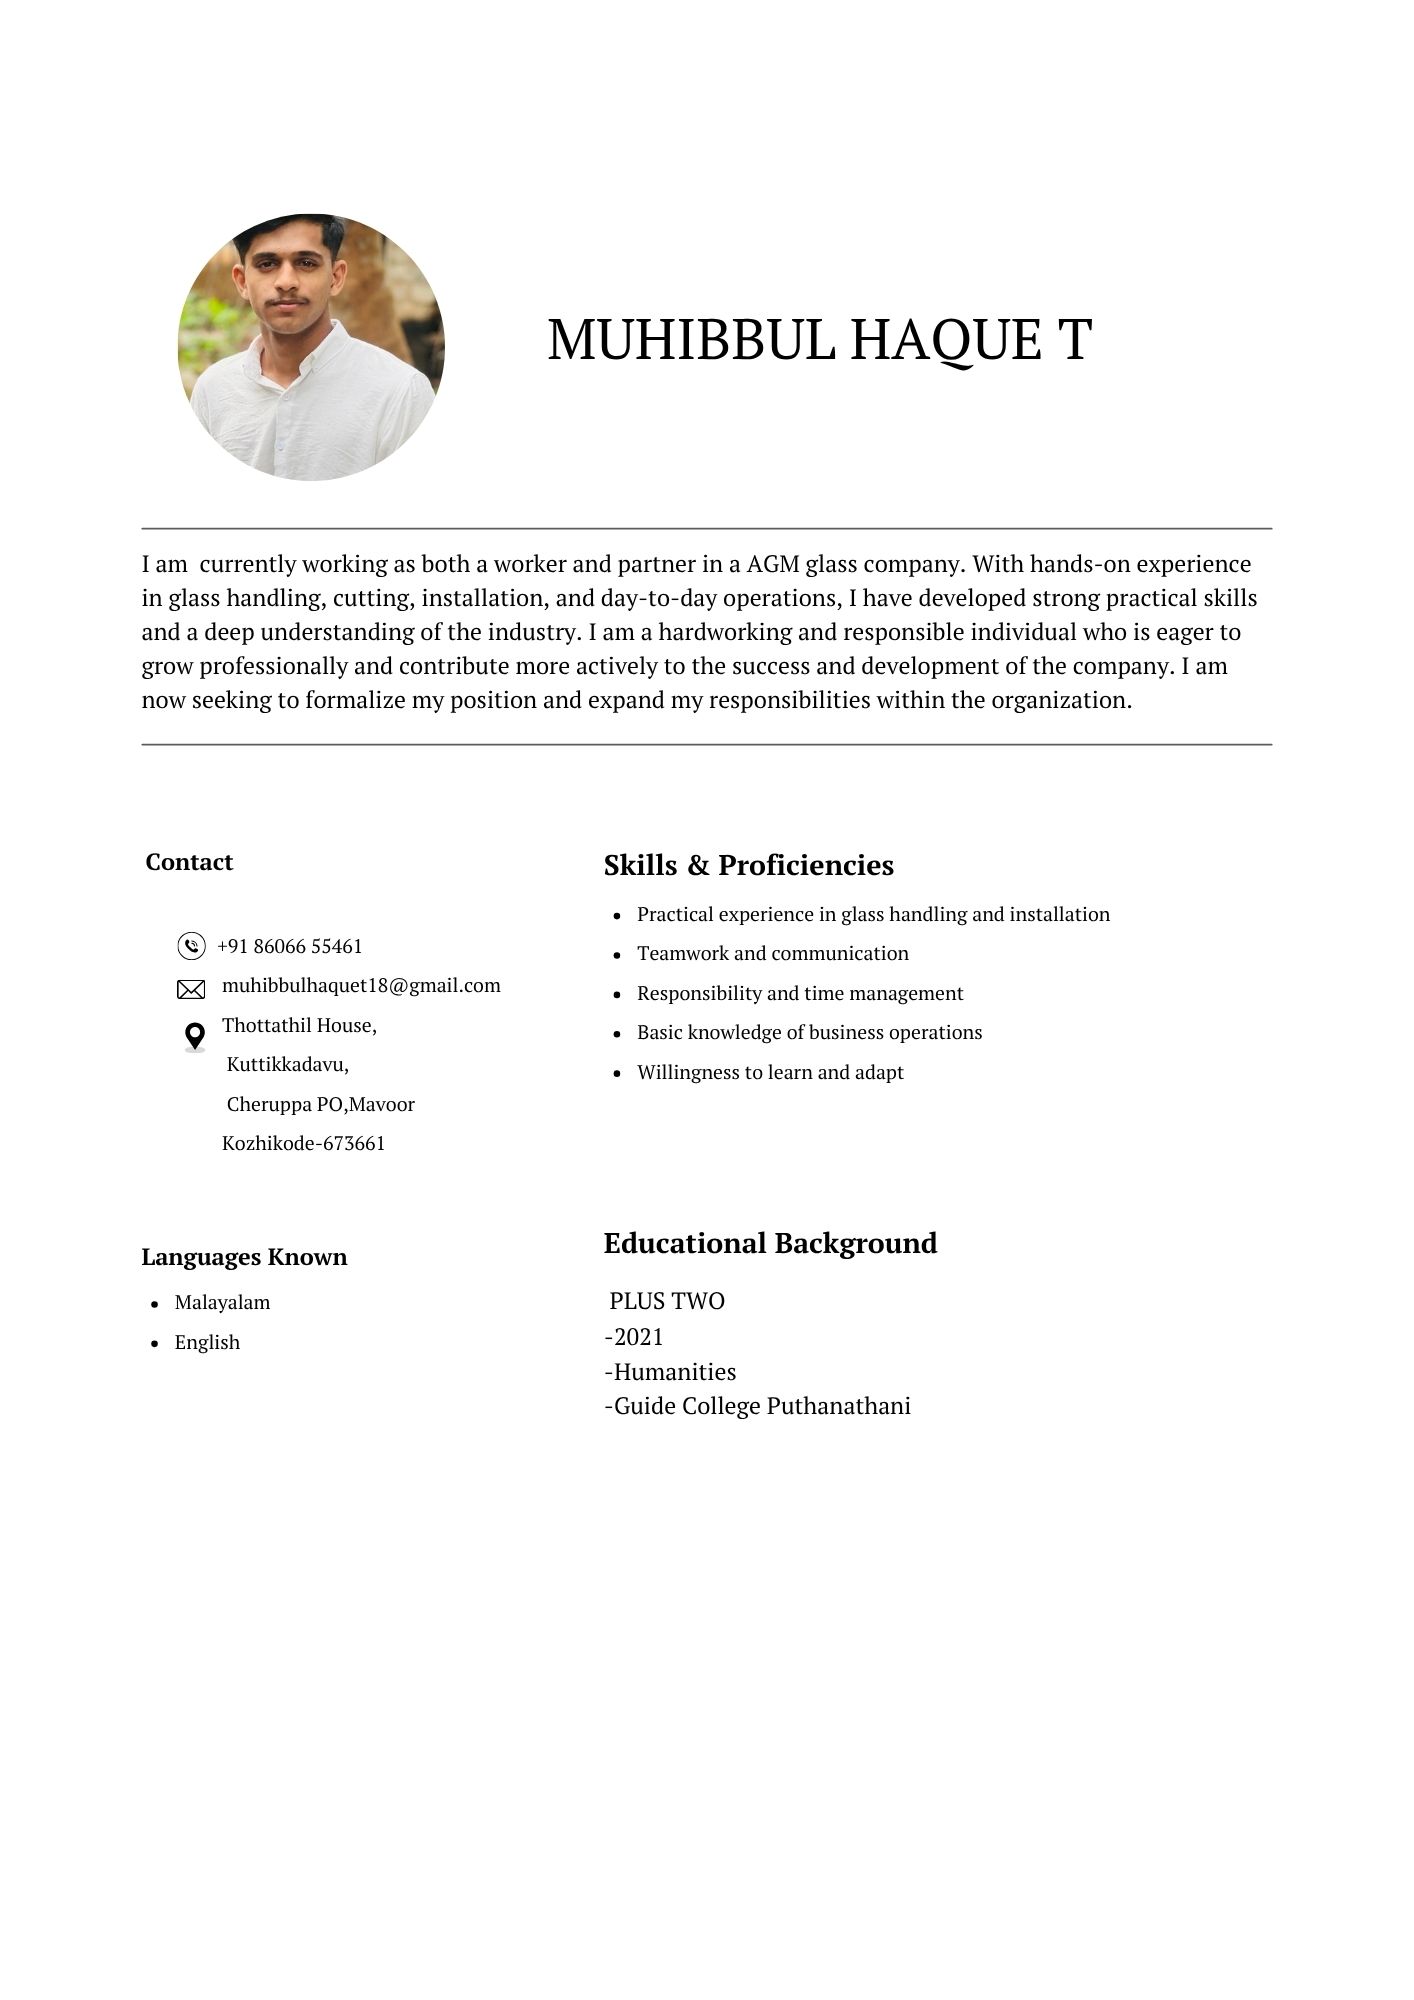 MUHIBBUL HAQUE T
I am  currently working as both a worker and partner in a AGM glass company. With hands-on experience
in glass handling, cutting, installation, and day-to-day operations, I have developed strong practical skills
and a deep understanding of the industry. I am a hardworking and responsible individual who is eager to
grow professionally and contribute more actively to the success and development of the company. I am
now seeking to formalize my position and expand my responsibilities within the organization.
Contact
+91 86066 55461
muhibbulhaquet18@gmail.com
Thottathil House,
Kuttikkadavu,
Cheruppa PO,Mavoor
Kozhikode-673661
Languages Known
• Malayalam
• English
Skills & Proficiencies
• Practical experience in glass handling and installation
• Teamwork and communication
• Responsibility and time management
• Basic knowledge of business operations
• Willingness to learn and adapt
Educational Background
PLUS TWO
-2021
-Humanities
-Guide College Puthanathani